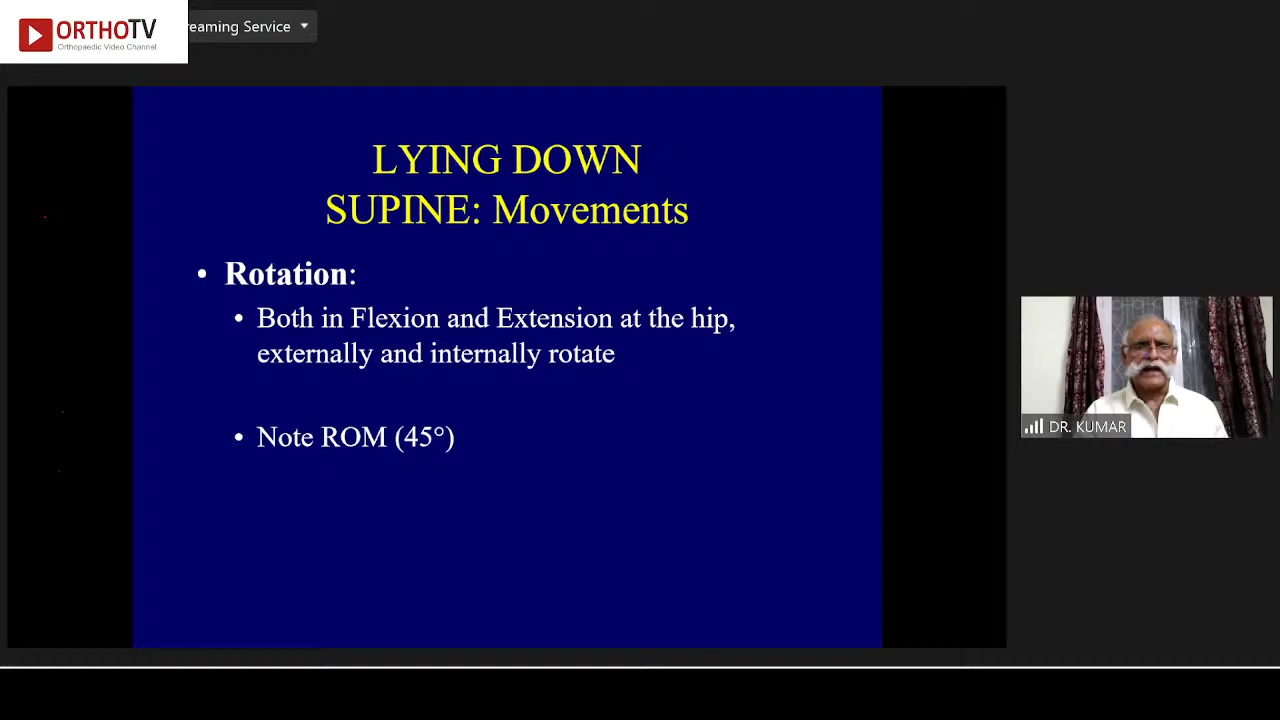 ORTHOTV
Orthopaedic Video Channel
reaming Service
LYING DOWN
SUPINE: Movements
• Rotation:
• Both in Flexion and Extension at the hip,
externally and internally rotate
• Note ROM (45°)
DR. KUMAR